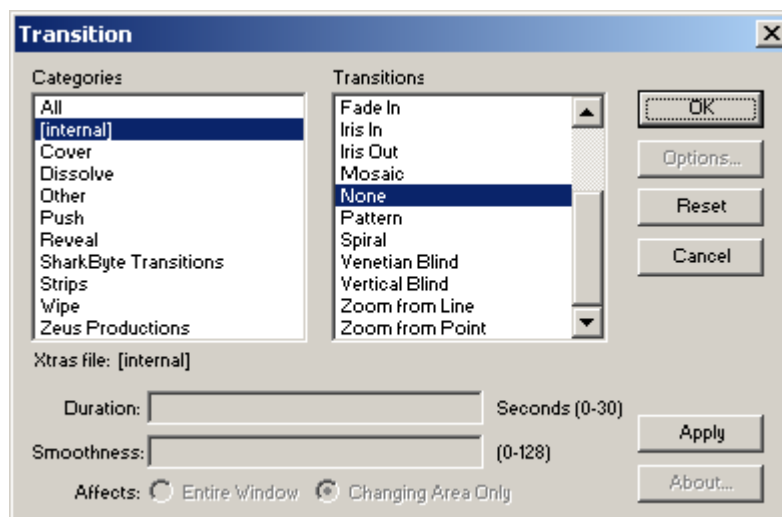 Transition
Categories
All
[internal]
Cover
Dissolve
Other
Push
Reveal
SharkByte Transitions
Strips
Wipe
Zeus Productions
Transitions
Fade In
Iris In
Iris Out
Mosaic
None
Pattern
Spiral
Venetian Blind
Vertical Blind
Zoom from Line
Zoom from Point
OK
Options...
Reset
Cancel
Xtras file: [internal]
Duration: Seconds (0-30)
Smoothness: (0-128)
Affects: Entire Window Changing Area Only
Apply
About...